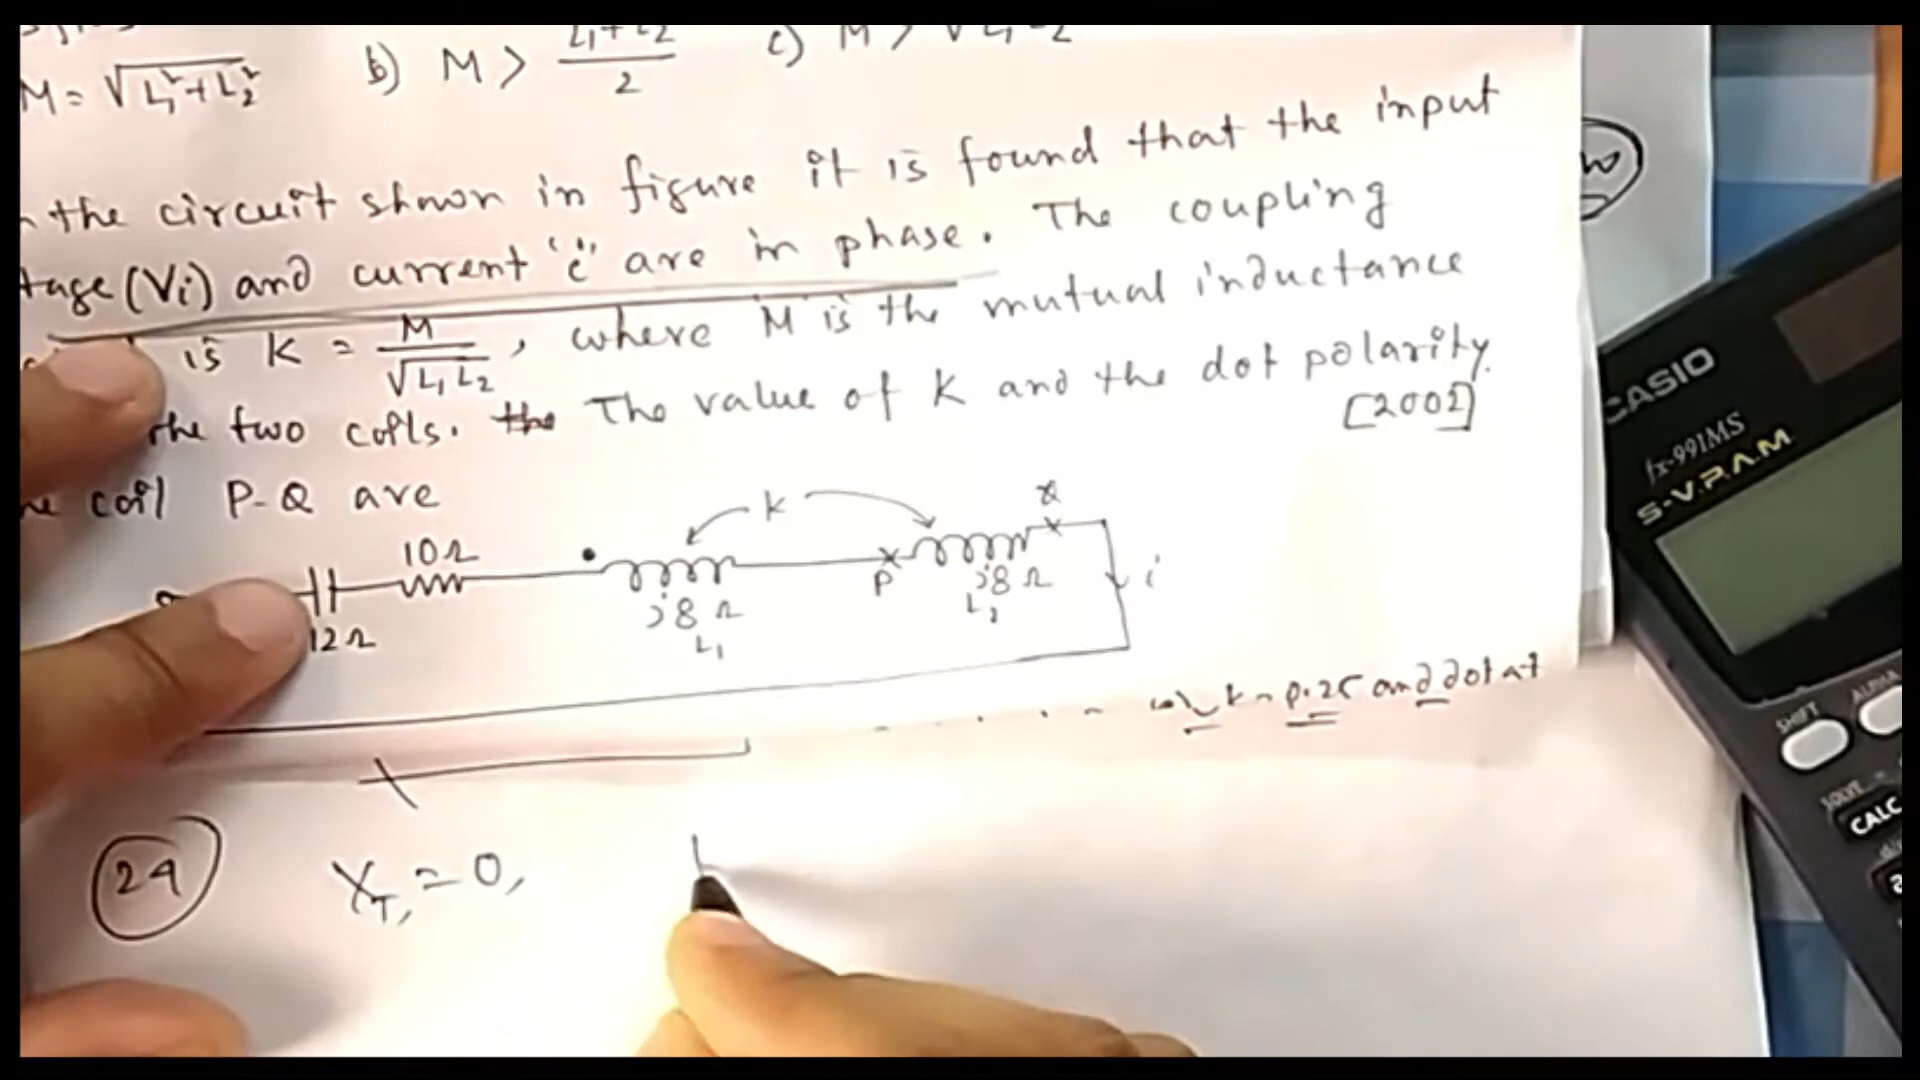 M = √L₁²+L₂² b) M > L₁+L₂/2 c) M > √
the circuit shown in figure it is found that the input
tage (Vi) and current "i" are in phase. The coupling
is K = M/√L₁L₂, where M is the mutual inductance
the two coils. the The value of K and the dot polarity.
[2002]
coil P-Q are
K
10Ω
P
12Ω
j8Ω
L₁
j8Ω
i
k = 0.25 and dot at
24 X_T = 0,
CASIO
fx-991MS
S-V.P.A.M.
SHIFT
SOLVE =
CALC